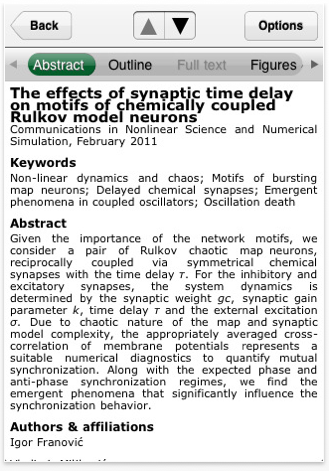 Back
Options
Abstract Outline Full text Figures
The effects of synaptic time delay
on motifs of chemically coupled
Rulkov model neurons
Communications in Nonlinear Science and Numerical
Simulation, February 2011
Keywords
Non-linear dynamics and chaos; Motifs of bursting
map neurons; Delayed chemical synapses; Emergent
phenomena in coupled oscillators; Oscillation death
Abstract
Given the importance of the network motifs, we
consider a pair of Rulkov chaotic map neurons,
reciprocally coupled via symmetrical chemical
synapses with the time delay τ. For the inhibitory and
excitatory synapses, the system dynamics is
determined by the synaptic weight gc, synaptic gain
parameter k, time delay τ and the external excitation
σ. Due to chaotic nature of the map and synaptic
model complexity, the appropriately averaged cross-
correlation of membrane potentials represents a
suitable numerical diagnostics to quantify mutual
synchronization. Along with the expected phase and
anti-phase synchronization regimes, we find the
emergent phenomena that significantly influence the
synchronization behavior.
Authors & affiliations
Igor Franović